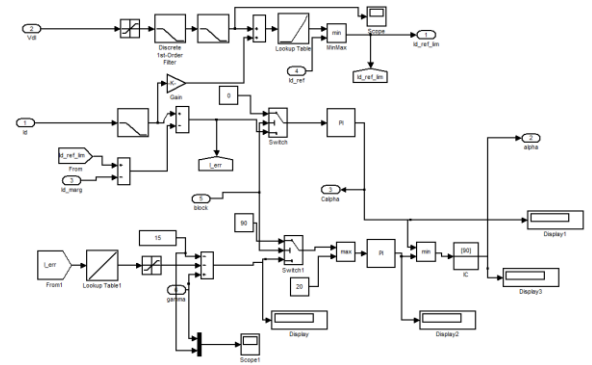 2
Vdl
Discrete
1st-Order
Filter
Lookup Table
min
MinMax
Scope
1
Id_ref_lim
4
Id_ref
Id_ref_lim
-K-
Gain
0
1
Id
Switch
PI
2
alpha
Id_ref_lim
From
3
Id_marg
I_err
5
block
3
Calpha
Display1
90
15
I_err
From1
Lookup Table1
gamma
Switch1
20
max
PI
min
[90]
IC
Display3
Display
Display2
Scope1